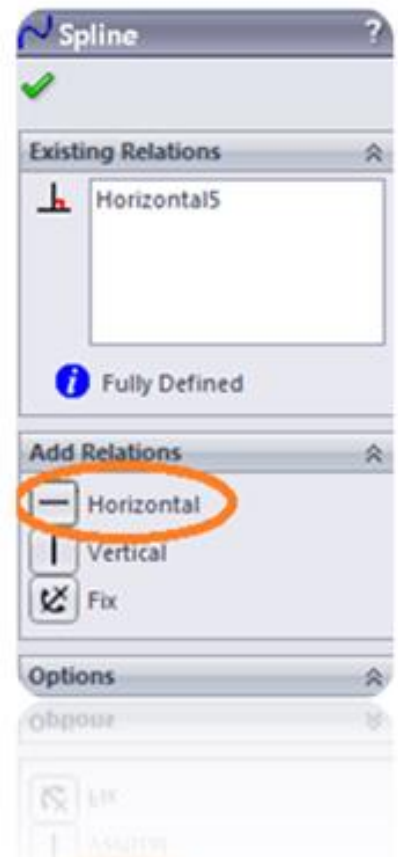 Spline ?
Existing Relations
Horizontal5
Fully Defined
Add Relations
Horizontal
Vertical
Fix
Options